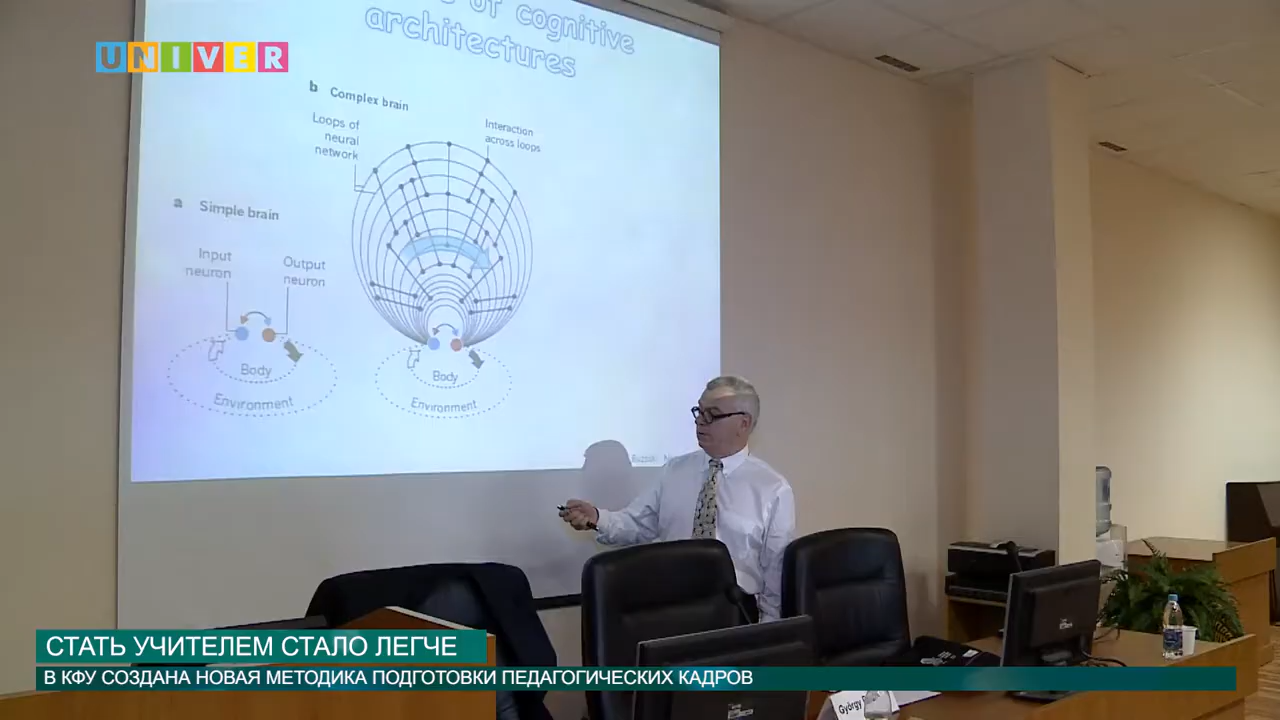 UNIVER
of cognitive
architectures
b Complex brain
Loops of
neural
network
Interaction
across loops
a Simple brain
Input
neuron
Output
neuron
Body
Environment
Body
Environment
СТАТЬ УЧИТЕЛЕМ СТАЛО ЛЕГЧЕ
В КФУ СОЗДАНА НОВАЯ МЕТОДИКА ПОДГОТОВКИ ПЕДАГОГИЧЕСКИХ КАДРОВ
György